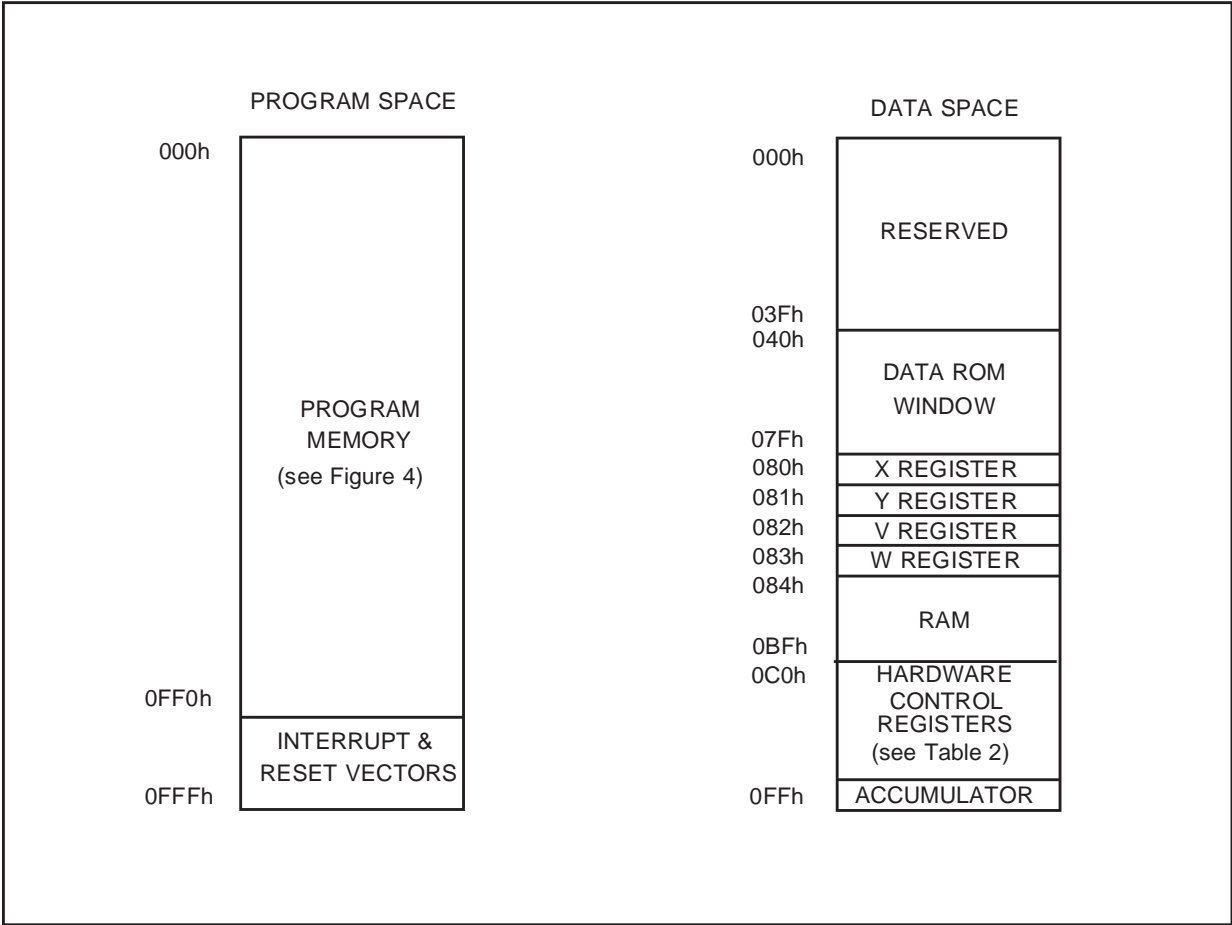 PROGRAM SPACE
000h
PROGRAM
MEMORY
(see Figure 4)
0FF0h
INTERRUPT &
RESET VECTORS
0FFFh
DATA SPACE
000h
RESERVED
03Fh
040h
DATA ROM
WINDOW
07Fh
080h X REGISTER
081h Y REGISTER
082h V REGISTER
083h W REGISTER
084h
RAM
0BFh
0C0h HARDWARE
CONTROL
REGISTERS
(see Table 2)
0FFh ACCUMULATOR